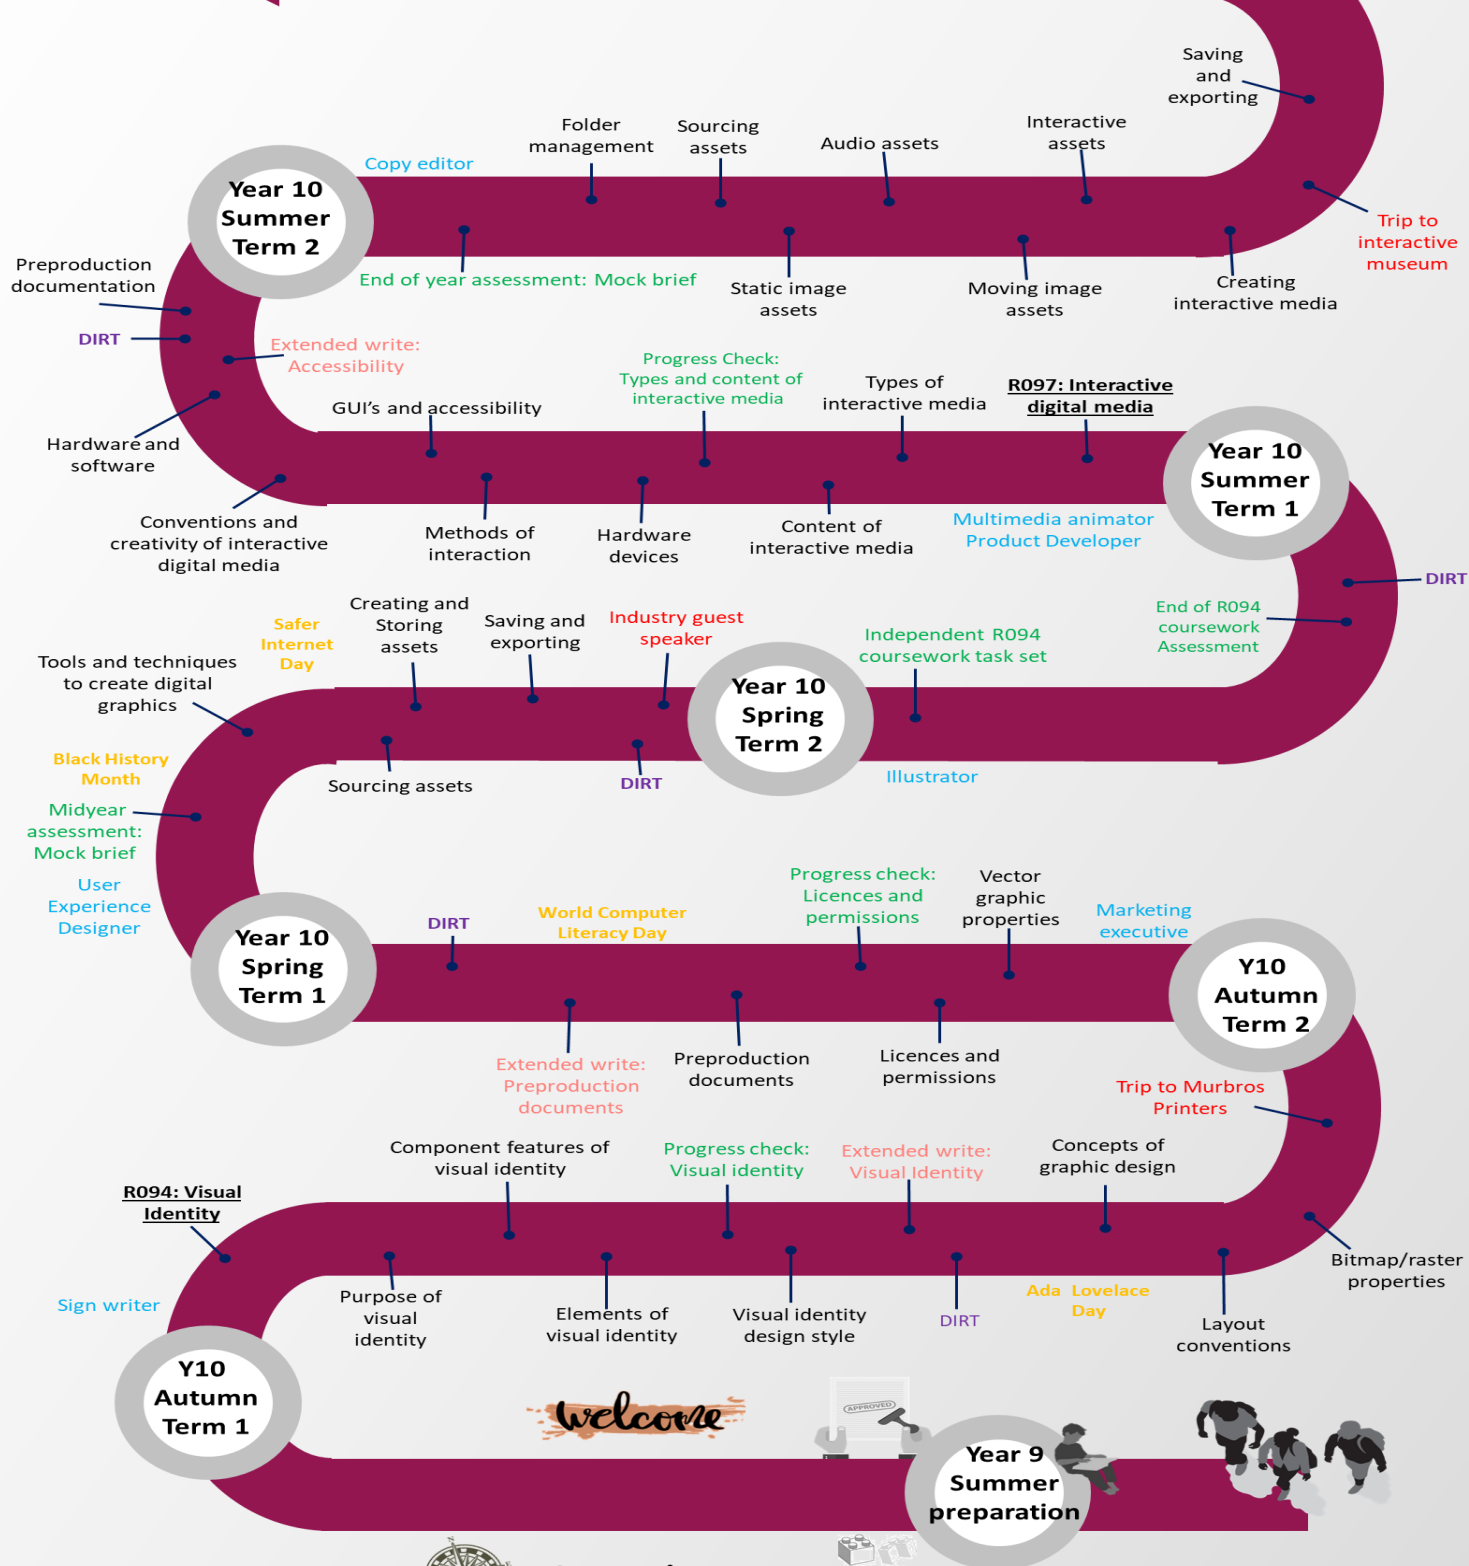 Saving
and
exporting
Folder
management
Sourcing
assets
Audio assets
Interactive
assets
Copy editor
Year 10
Summer
Term 2
Trip to
interactive
museum
End of year assessment: Mock brief
Static image
assets
Moving image
assets
Creating
interactive media
Preproduction
documentation
DIRT
Extended write:
Accessibility
Hardware and
software
Conventions and
creativity of interactive
digital media
GUI's and accessibility
Methods of
interaction
Hardware
devices
Progress Check:
Types and content of
interactive media
Content of
interactive media
Types of
interactive media
R097: Interactive
digital media
Multimedia animator
Product Developer
Year 10
Summer
Term 1
DIRT
End of R094
coursework
Assessment
Independent R094
coursework task set
Illustrator
Year 10
Spring
Term 2
Industry guest
speaker
DIRT
Saving and
exporting
Creating and
Storing
assets
Sourcing assets
Safer
Internet
Day
Tools and techniques
to create digital
graphics
Black History
Month
Midyear
assessment:
Mock brief
User
Experience
Designer
Year 10
Spring
Term 1
DIRT
World Computer
Literacy Day
Extended write:
Preproduction
documents
Preproduction
documents
Progress check:
Licences and
permissions
Licences and
permissions
Vector
graphic
properties
Marketing
executive
Y10
Autumn
Term 2
Trip to Murbros
Printers
Bitmap/raster
properties
Layout
conventions
Concepts of
graphic design
Ada Lovelace
Day
Extended write:
Visual Identity
DIRT
Progress check:
Visual identity
Visual identity
design style
Component features of
visual identity
Elements of
visual identity
Purpose of
visual
identity
R094: Visual
Identity
Sign writer
Y10
Autumn
Term 1
welcome
APPROVED
Year 9
Summer
preparation